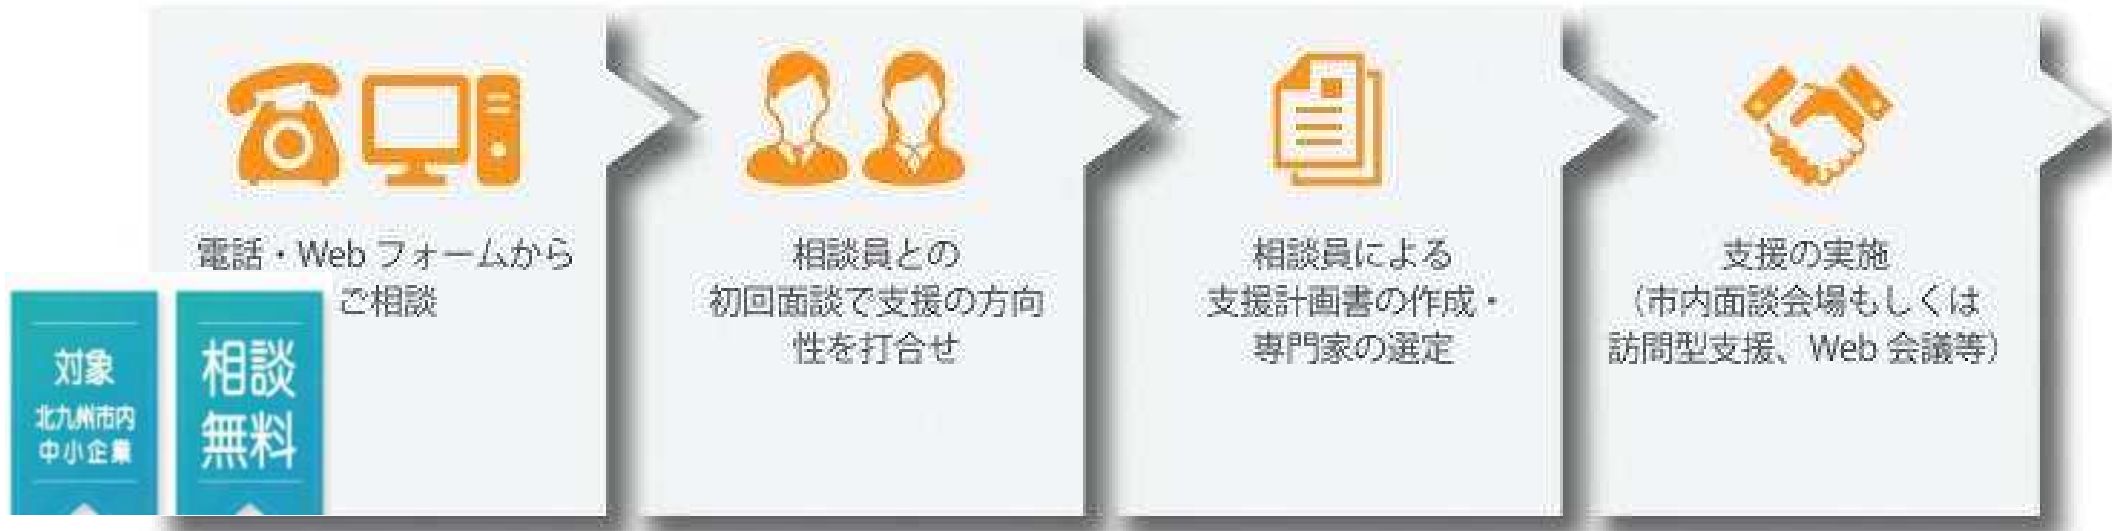 電話・Web フォームから
ご相談
相談員との
初回面談で支援の方向
性を打合せ
相談員による
支援計画書の作成・
専門家の選定
支援の実施
（市内面談会場もしくは
訪問型支援、Web 会議等）
対象
北九州市内
中小企業
相談
無料